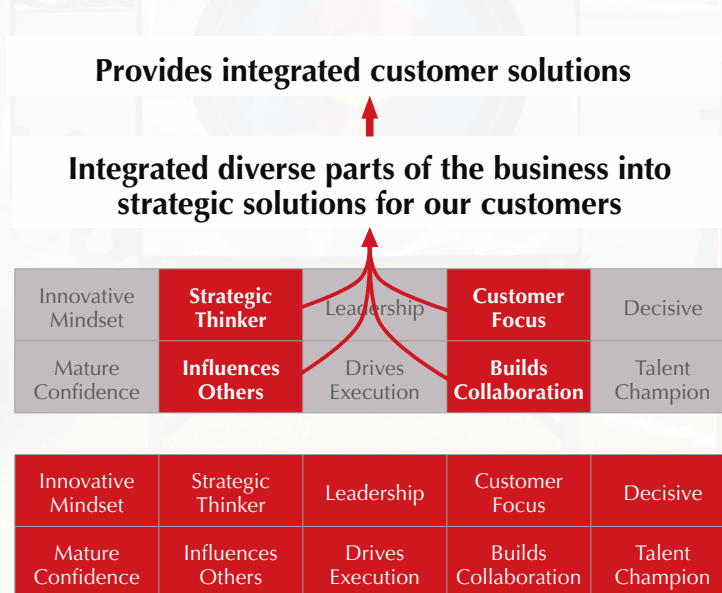 Provides integrated customer solutions
Integrated diverse parts of the business into
strategic solutions for our customers
Innovative
Mindset
Strategic
Thinker
Leadership
Customer
Focus
Decisive
Mature
Confidence
Influences
Others
Drives
Execution
Builds
Collaboration
Talent
Champion
Innovative
Mindset
Strategic
Thinker
Leadership
Customer
Focus
Decisive
Mature
Confidence
Influences
Others
Drives
Execution
Builds
Collaboration
Talent
Champion